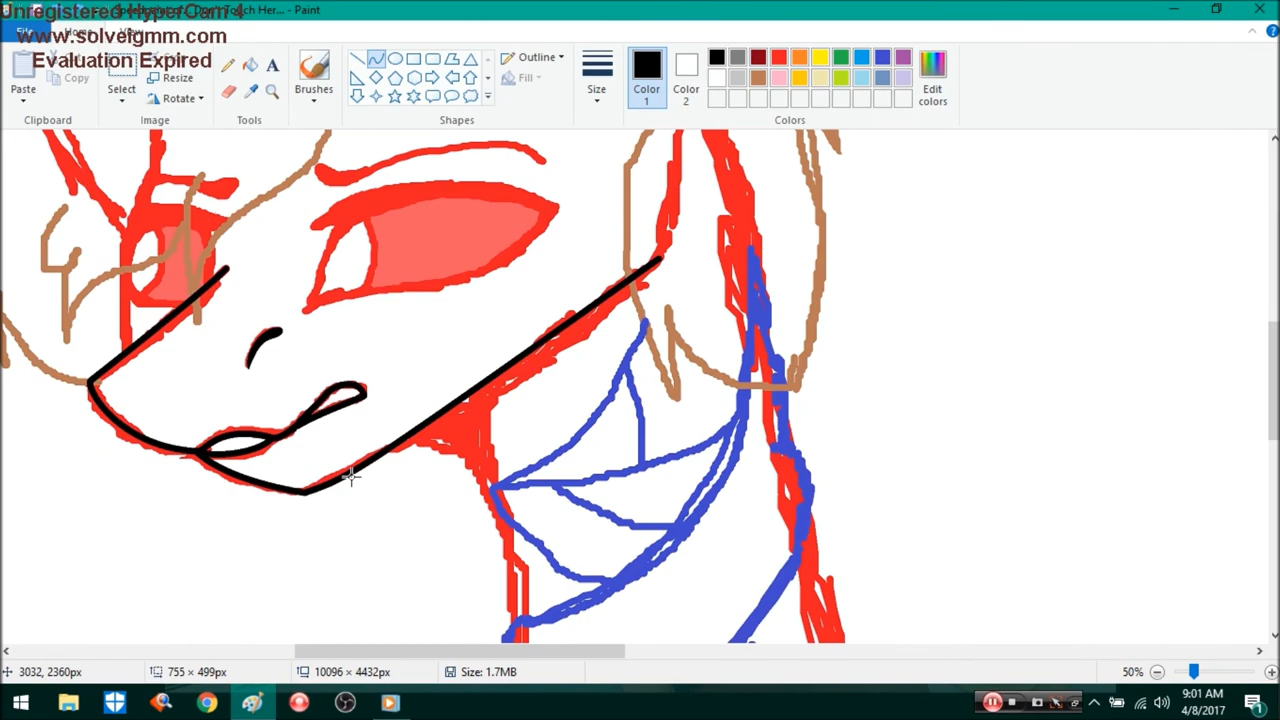 Unregistered HyperCam 4
Touch Her... - Paint
www.solveigmm.com
Evaluation Expired
Paste
Copy
Select
Resize
Rotate
Brushes
Outline
Fill
Size
Color
1
Color
2
Edit
colors
Clipboard
Image
Tools
Shapes
Colors
3032, 2360px
755 × 499px
10096 × 4432px
Size: 1.7MB
50%
9:01 AM
4/8/2017